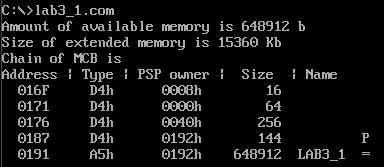 C:\>lab3_1.com
Amount of available memory is 648912 b
Size of extended memory is 15360 Kb
Chain of MCB is
Address | Type | PSP owner | Size | Name
016F | D4h | 0008h | 16
0171 | D4h | 0000h | 64
0176 | D4h | 0040h | 256
0187 | D4h | 0192h | 144 P
0191 | A5h | 0192h | 648912 LAB3_1 =